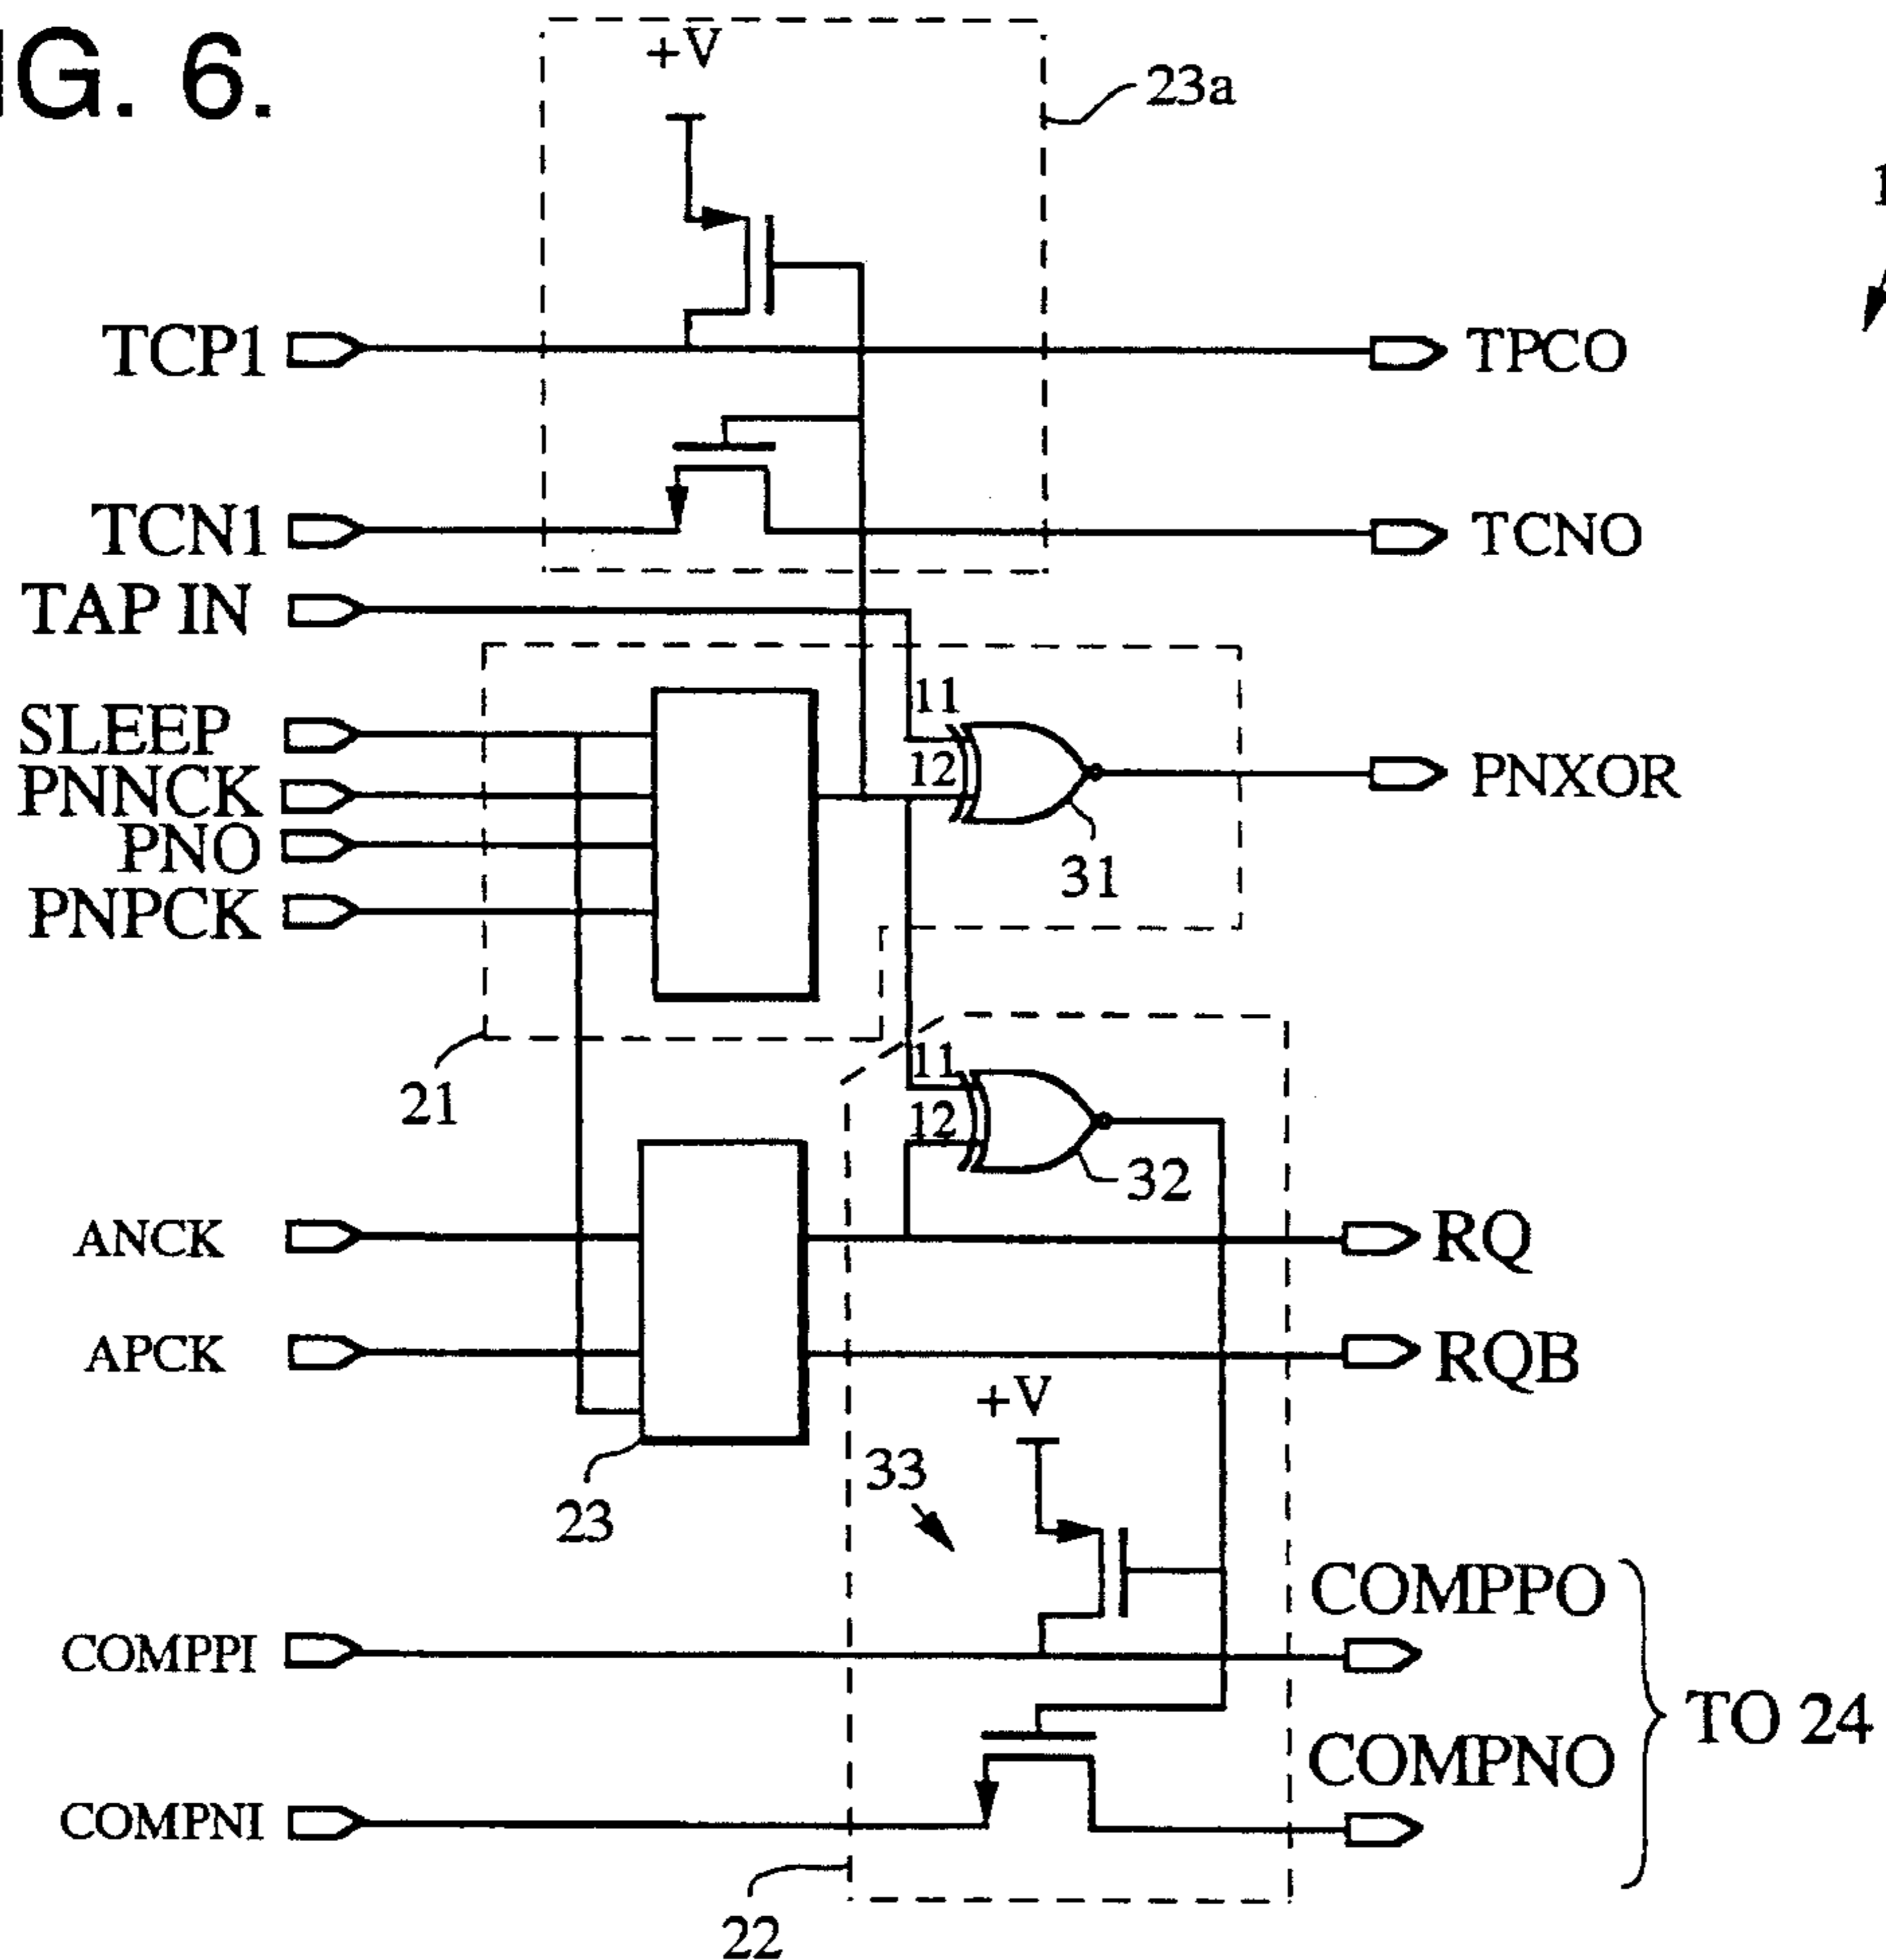 G. 6.
+V
23a
1
TCP1
TPCO
TCN1
TCNO
TAP IN
11
SLEEP
12
PNNCK
PNXOR
PNO
31
PNPCK
11
21
12
32
ANCK
RQ
APCK
RQB
+V
33
23
COMPPO
COMPPI
TO 24
COMPNO
COMPNI
22